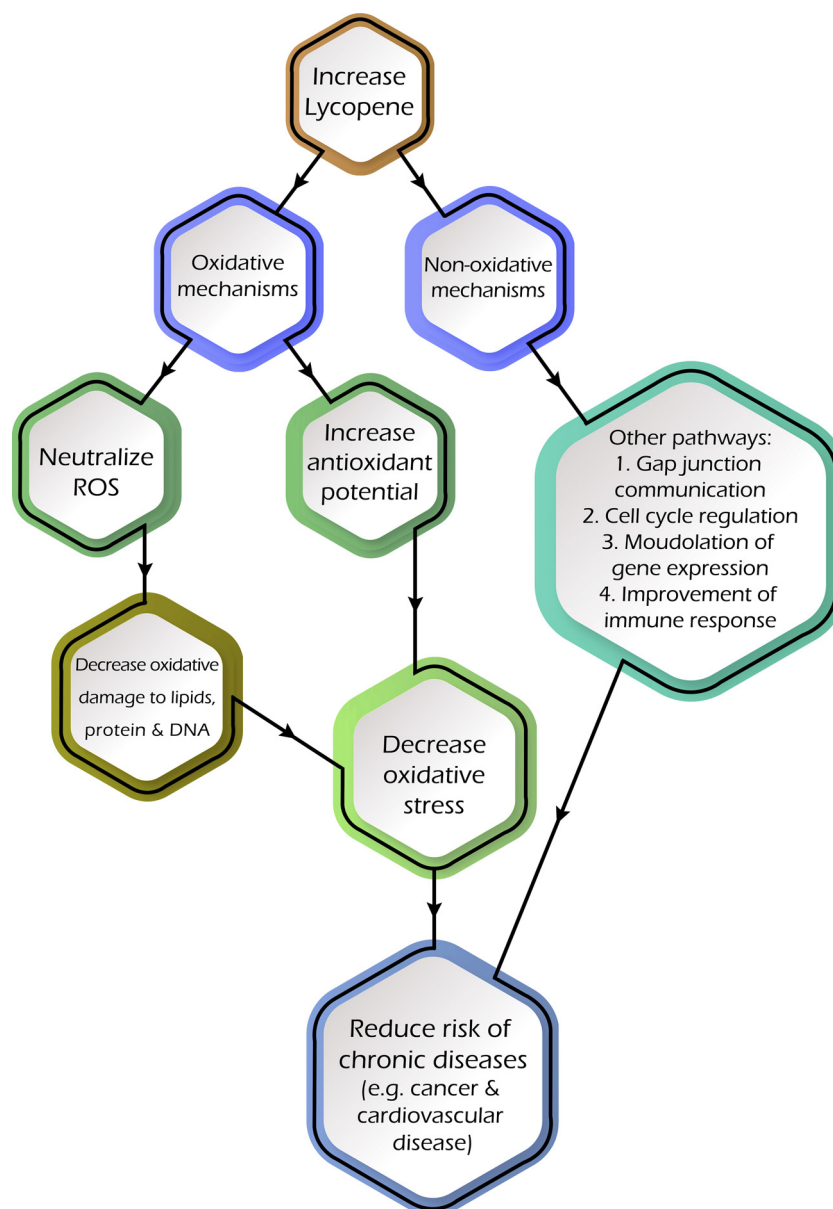 Increase
Lycopene
Oxidative
mechanisms
Non-oxidative
mechanisms
Neutralize
ROS
Increase
antioxidant
potential
Other pathways:
1. Gap junction
communication
2. Cell cycle regulation
3. Moudolation of
gene expression
4. Improvement of
immune response
Decrease oxidative
damage to lipids,
protein & DNA
Decrease
oxidative
stress
Reduce risk of
chronic diseases
(e.g. cancer &
cardiovascular
disease)